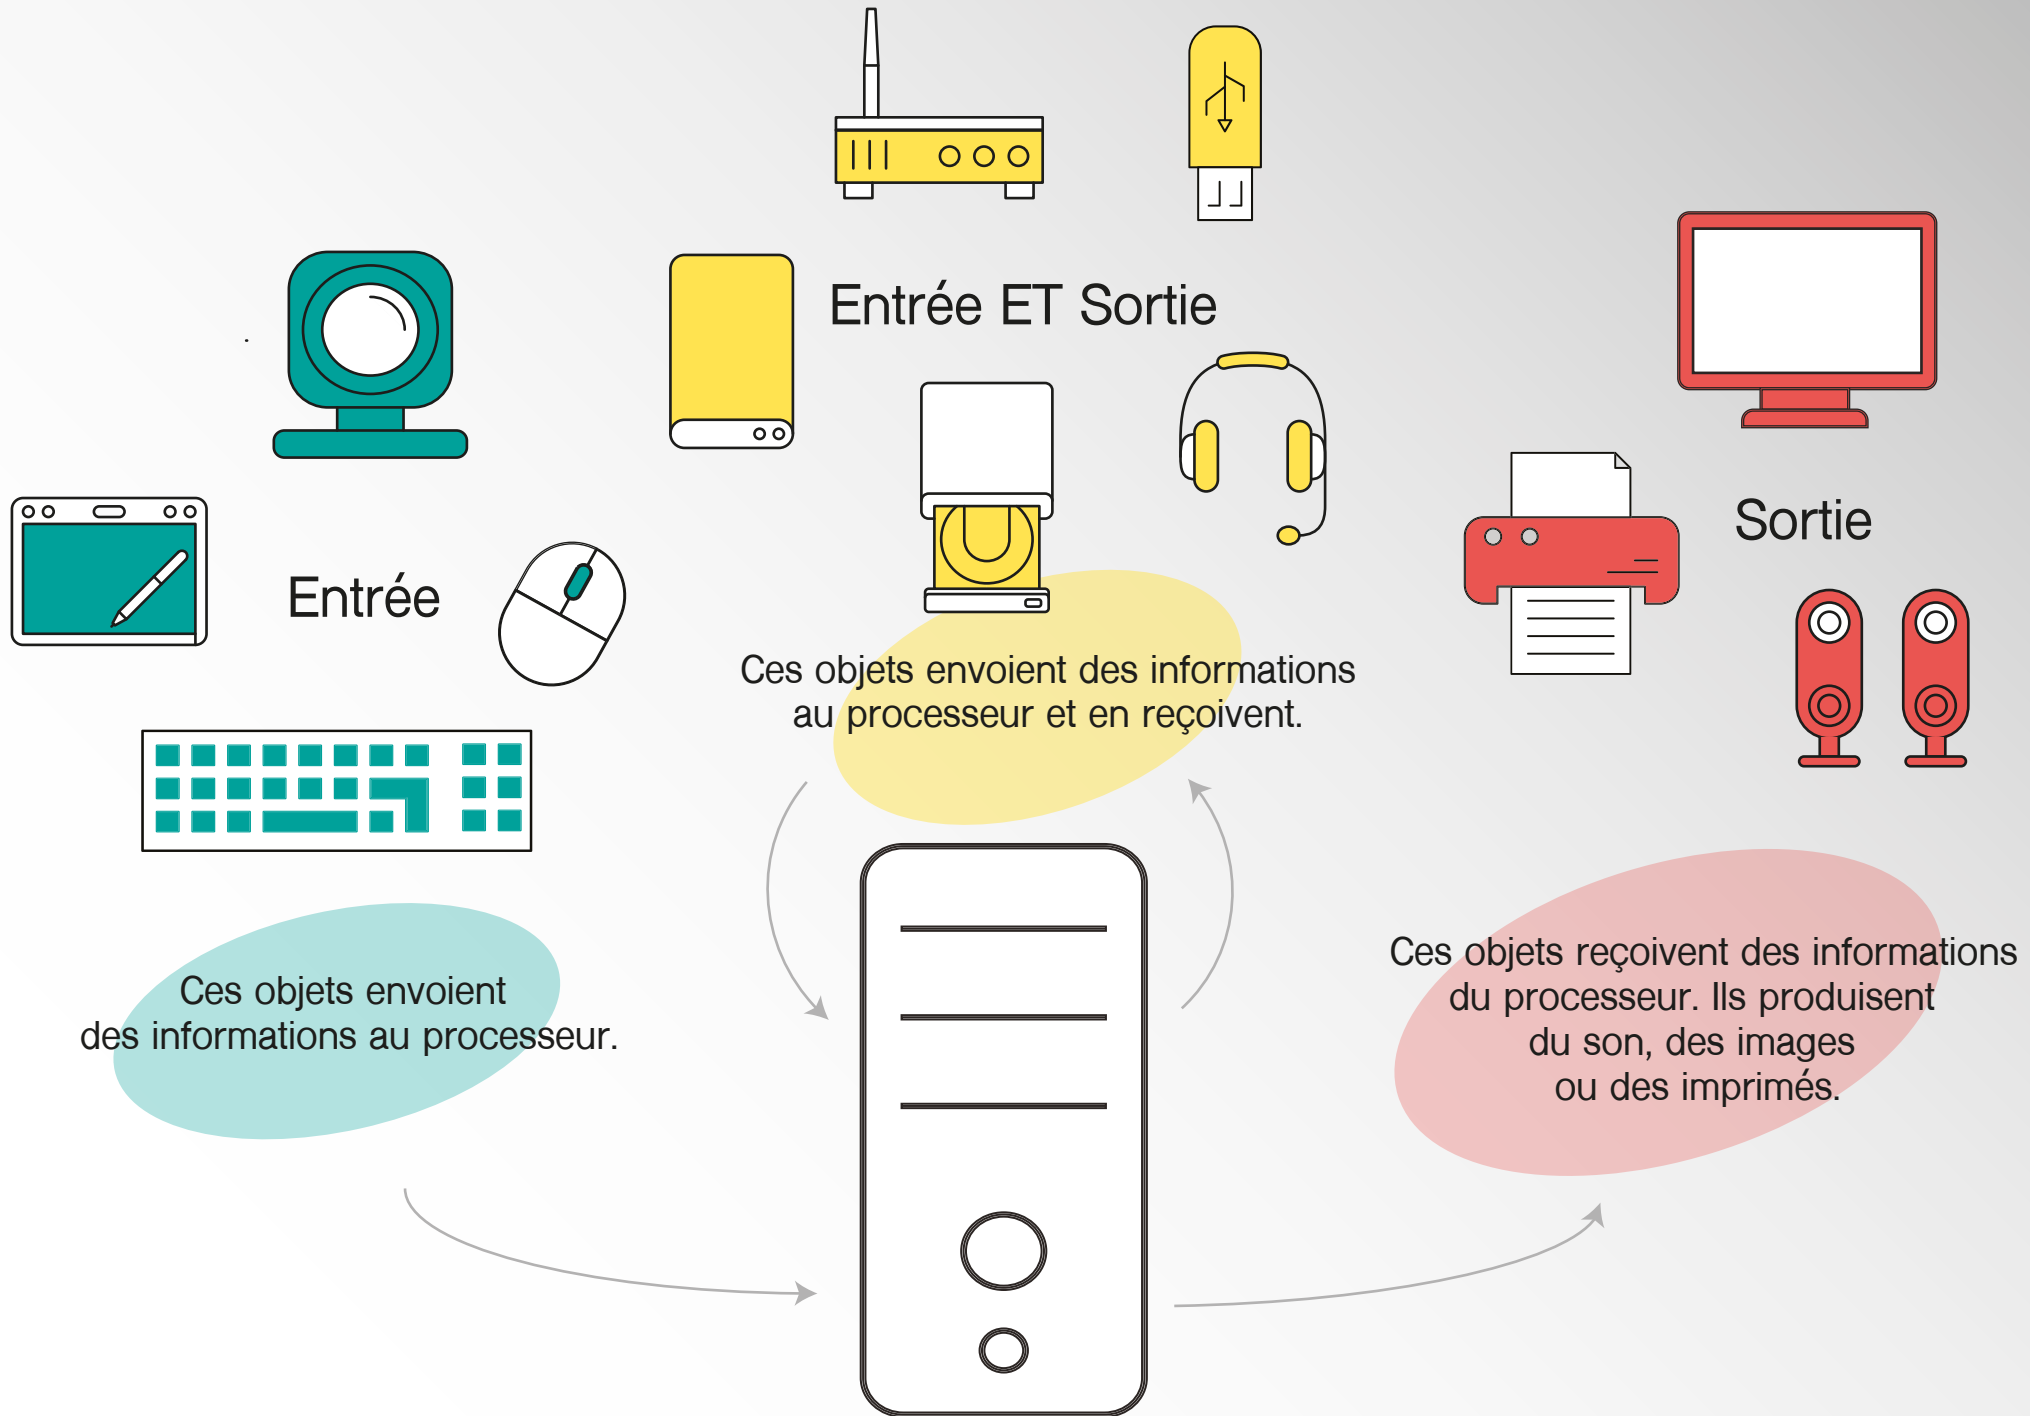 Entrée ET Sortie
Sortie
Entrée
Ces objets envoient des informations
au processeur et en reçoivent.
Ces objets envoient
des informations au processeur.
Ces objets reçoivent des informations
du processeur. Ils produisent
du son, des images
ou des imprimés.